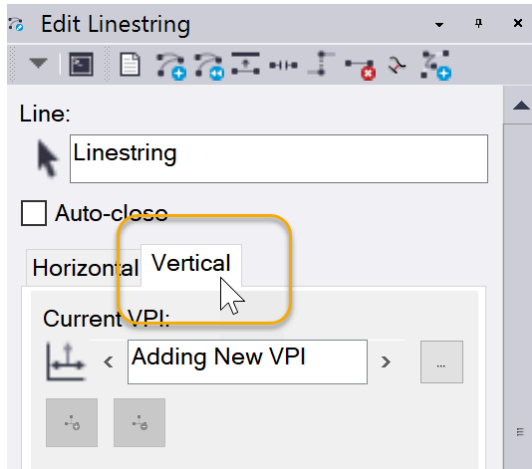 Edit Linestring
Line:
Linestring
Auto-close
Horizontal Vertical
Current VPI:
< Adding New VPI > ...